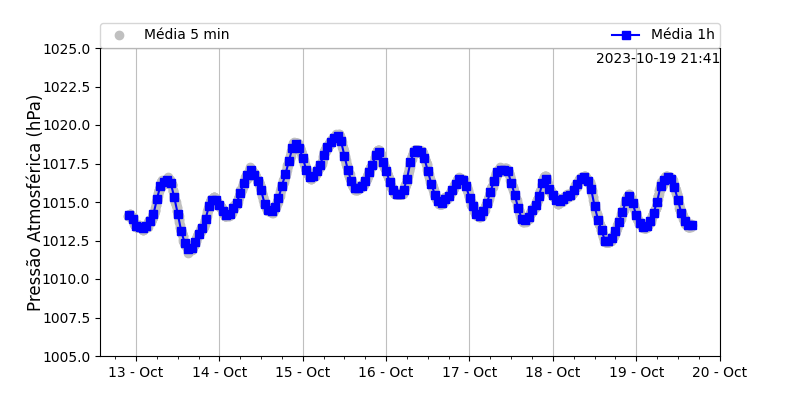 Média 5 min
Média 1h
2023-10-19 21:41
Pressão Atmosférica (hPa)
1025.0
1022.5
1020.0
1017.5
1015.0
1012.5
1010.0
1007.5
1005.0
13 - Oct
14 - Oct
15 - Oct
16 - Oct
17 - Oct
18 - Oct
19 - Oct
20 - Oct